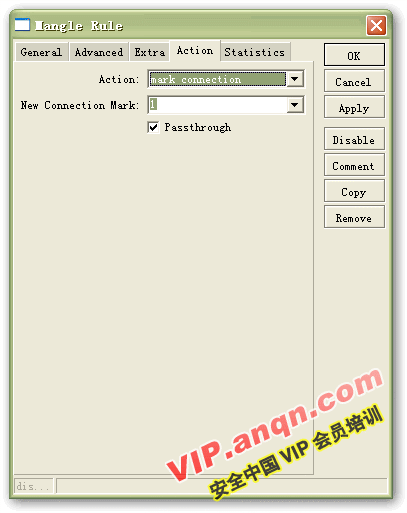 Mangle Rule
General Advanced Extra Action Statistics
Action: mark connection
New Connection Mark: 1
Passthrough
OK
Cancel
Apply
Disable
Comment
Copy
Remove
VIP.anqn.com
安全中国 VIP 会员培训
dis...